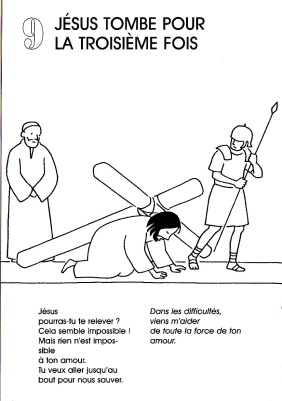 9 JÉSUS TOMBE POUR
LA TROISIÈME FOIS
Jésus
pourras-tu te relever ?
Cela semble impossible !
Mais rien n'est impos-
sible
à ton amour.
Tu veux aller jusqu'au
bout pour nous sauver.
Dans les difficultés,
viens m'aider
de toute la force de ton
amour.